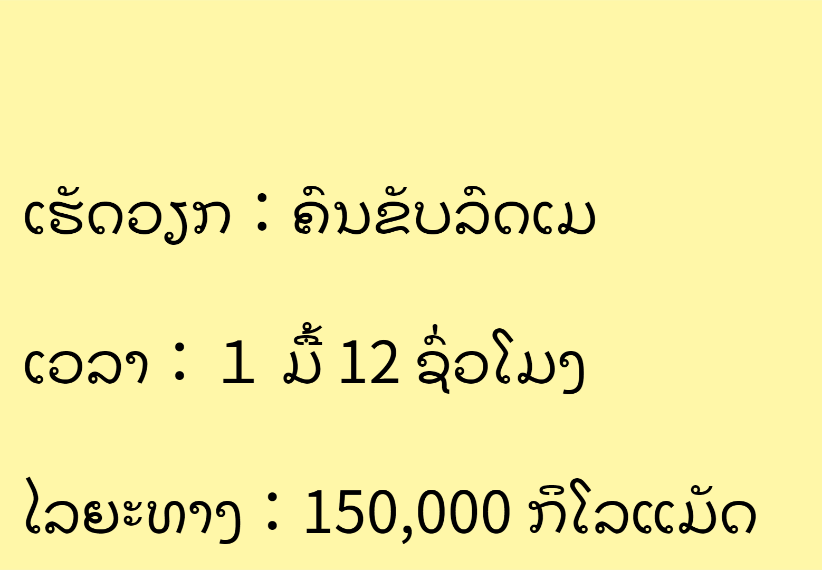 ເຮັດວຽກ：ຄົນຂັບລົດເມ
ເວລາ： 1 ມື້ 12 ຊົ່ວໂມງ
ໄລຍະທາງ：150,000 ກິໂລແມັດ